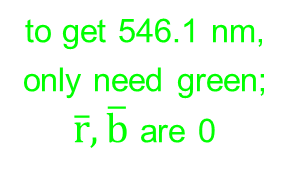 to get 546.1 nm,
only need green;
r̅, b̅ are 0